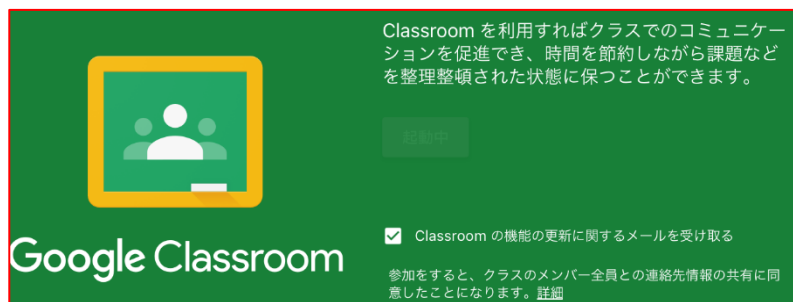 Classroom を利用すればクラスでのコミュニケー
ションを促進でき、時間を節約しながら課題など
を整理整頓された状態に保つことができます。
起動中
Classroom の機能の更新に関するメールを受け取る
Google Classroom
参加をすると、クラスのメンバー全員との連絡先情報の共有に同
意したことになります。詳細